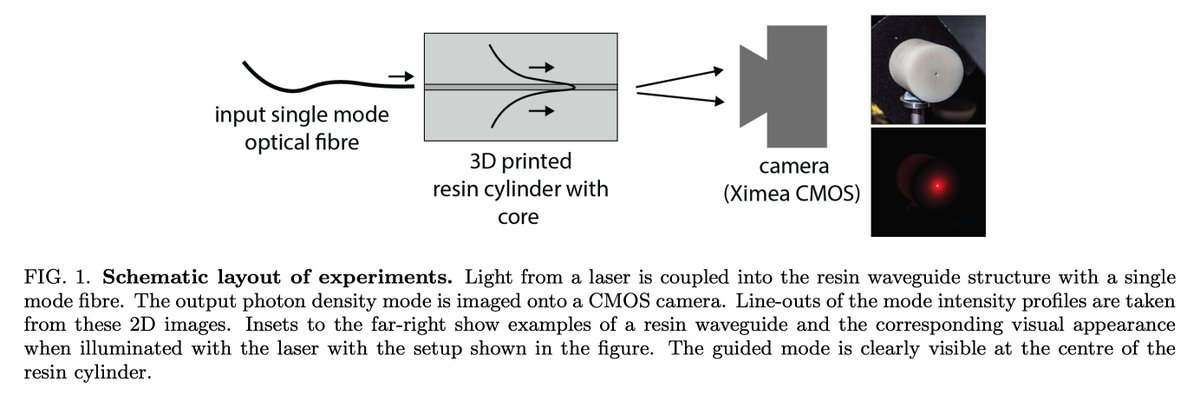 input single mode
optical fibre
3D printed
resin cylinder with
core
camera
(Ximea CMOS)
FIG. 1. Schematic layout of experiments. Light from a laser is coupled into the resin waveguide structure with a single
mode fibre. The output photon density mode is imaged onto a CMOS camera. Line-outs of the mode intensity profiles are taken
from these 2D images. Insets to the far-right show examples of a resin waveguide and the corresponding visual appearance
when illuminated with the laser with the setup shown in the figure. The guided mode is clearly visible at the centre of the
resin cylinder.